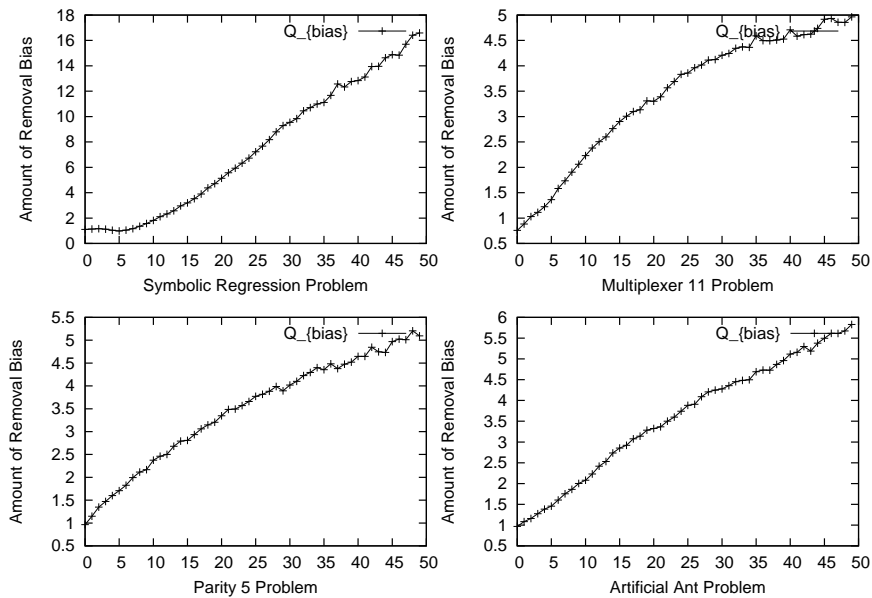 18
16
14
12
10
8
6
4
2
0
Amount of Removal Bias
Q_{bias}
0 5 10 15 20 25 30 35 40 45 50
Symbolic Regression Problem
5
4.5
4
3.5
3
2.5
2
1.5
1
0.5
Amount of Removal Bias
Q_{bias}
0 5 10 15 20 25 30 35 40 45 50
Multiplexer 11 Problem
5.5
5
4.5
4
3.5
3
2.5
2
1.5
1
0.5
Amount of Removal Bias
Q_{bias}
0 5 10 15 20 25 30 35 40 45 50
Parity 5 Problem
6
5.5
5
4.5
4
3.5
3
2.5
2
1.5
1
0.5
Amount of Removal Bias
Q_{bias}
0 5 10 15 20 25 30 35 40 45 50
Artificial Ant Problem